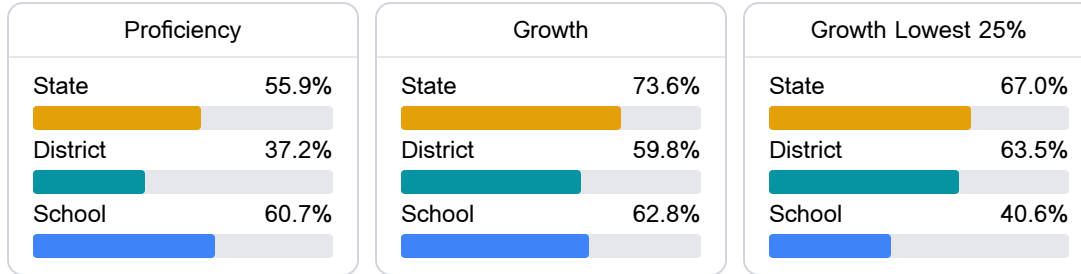 Proficiency
State 55.9%
District 37.2%
School 60.7%
Growth
State 73.6%
District 59.8%
School 62.8%
Growth Lowest 25%
State 67.0%
District 63.5%
School 40.6%